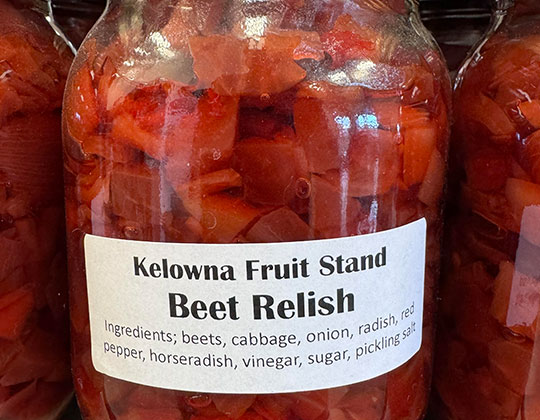 Kelowna Fruit Stand
Beet Relish
Ingredients; beets, cabbage, onion, radish, red
pepper, horseradish, vinegar, sugar, pickling salt